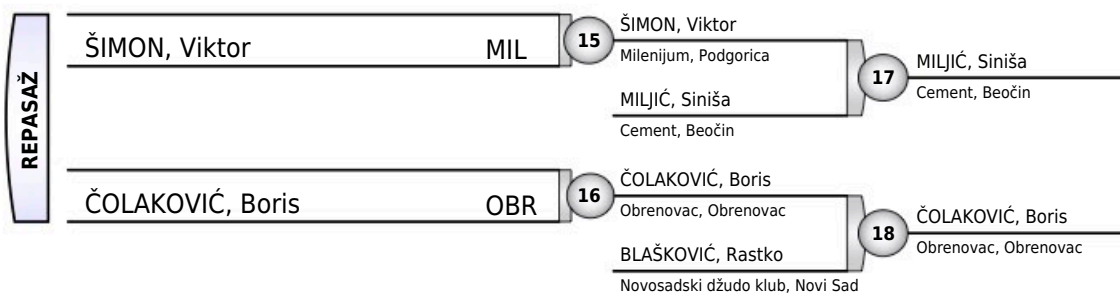 REPASAŽ
ŠIMON, Viktor MIL
15
ŠIMON, Viktor
Milenijum, Podgorica
MILJIĆ, Siniša
Cement, Beočin
17
MILJIĆ, Siniša
Cement, Beočin
ČOLAKOVIĆ, Boris OBR
16
ČOLAKOVIĆ, Boris
Obrenovac, Obrenovac
BLAŠKOVIĆ, Rastko
Novosadski džudo klub, Novi Sad
18
ČOLAKOVIĆ, Boris
Obrenovac, Obrenovac